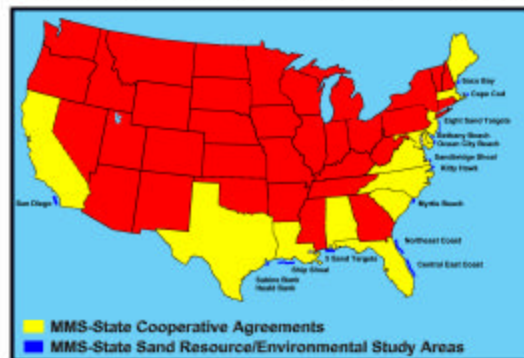 Saco Bay
Cape Cod
Eight Sand Targets
Bethany Beach
Ocean City Beach
Sandbridge Shoal
Kitty Hawk
San Diego
Myrtle Beach
Northeast Coast
5 Sand Targets
Central East Coast
Ship Shoal
Sabine Bank
Heald Bank
MMS-State Cooperative Agreements
MMS-State Sand Resource/Environmental Study Areas